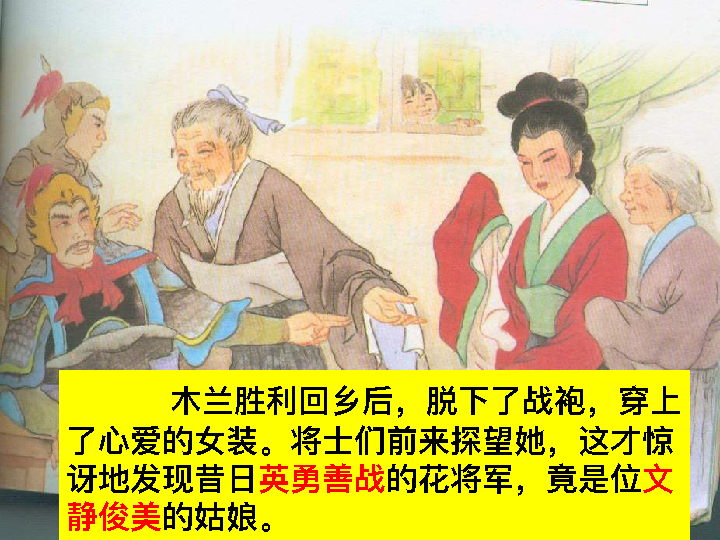 木兰胜利回乡后，脱下了战袍，穿上
了心爱的女装。将士们前来探望她，这才惊
讶地发现昔日英勇善战的花将军，竟是位文
静俊美的姑娘。